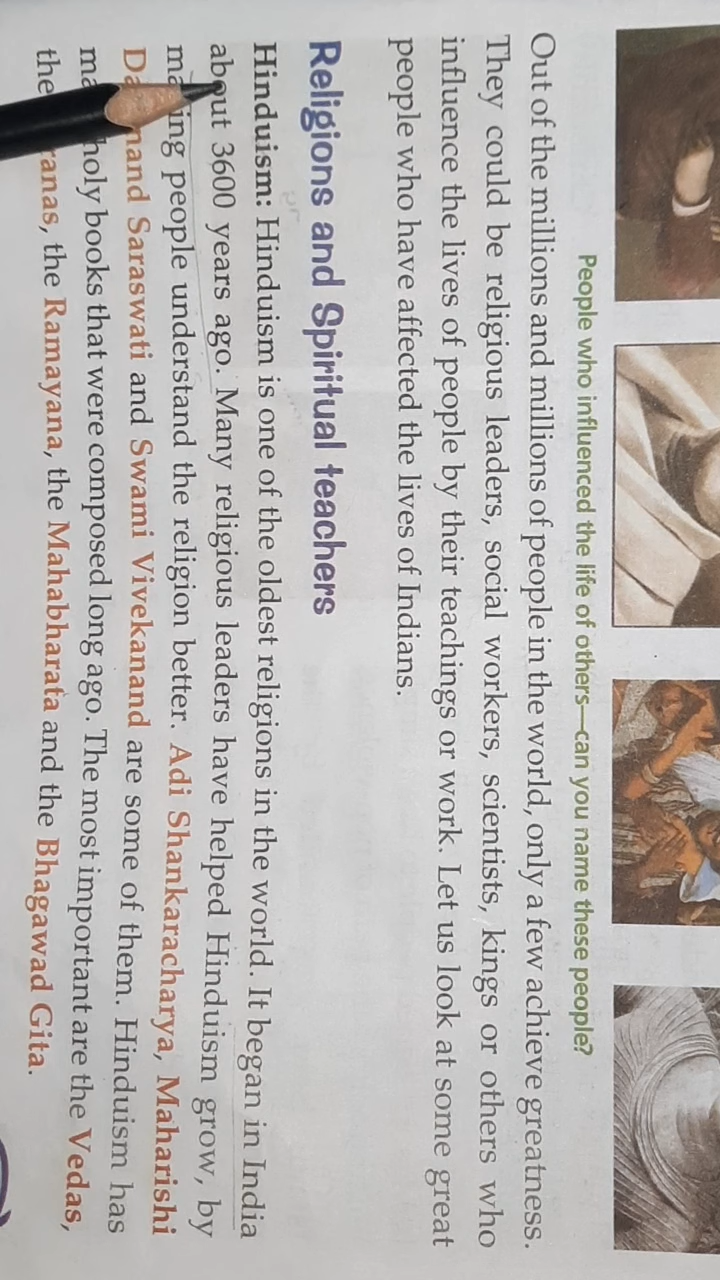 People who influenced the life of others—can you name these people?
Out of the millions and millions of people in the world, only a few achieve greatness.
They could be religious leaders, social workers, scientists, kings or others who
influence the lives of people by their teachings or work. Let us look at some great
people who have affected the lives of Indians.
Religions and Spiritual teachers
Hinduism: Hinduism is one of the oldest religions in the world. It began in India
about 3600 years ago. Many religious leaders have helped Hinduism grow, by
people understand the religion better. Adi Shankaracharya, Maharishi
Saraswati and Swami Vivekanand are some of them. Hinduism has
holy books that were composed long ago. The most important are the Vedas,
the the Ramayana, the Mahabharata and the Bhagawad Gita.